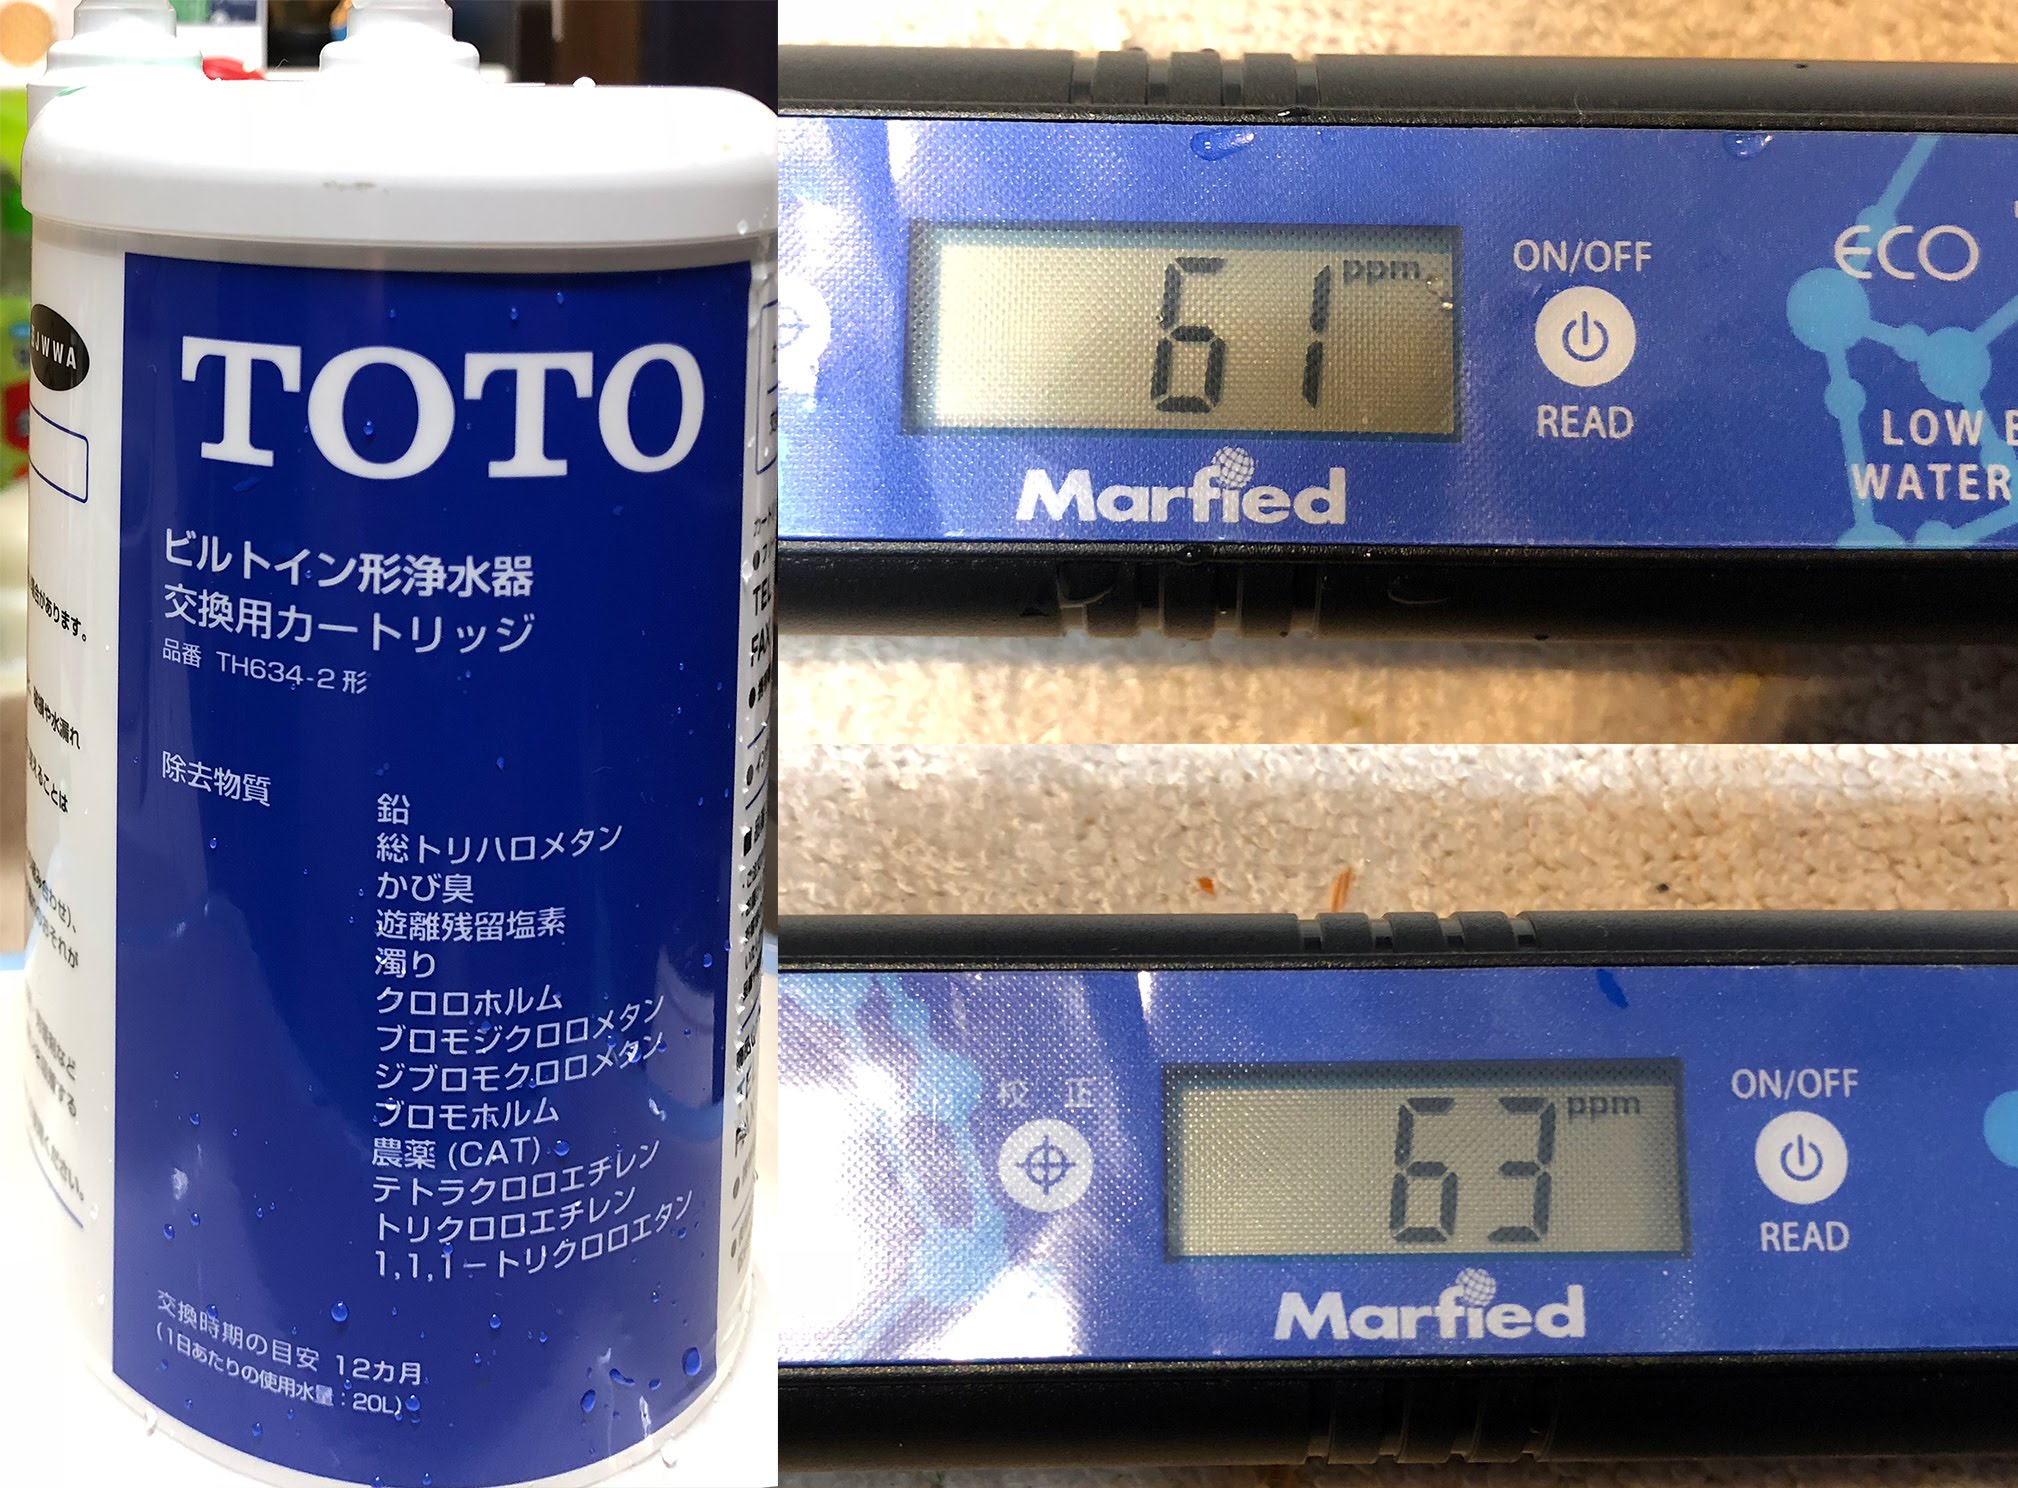 JWWA
TOTO
ビルトイン形浄水器
交換用カートリッジ
品番 TH634-2形
除去物質
鉛
総トリハロメタン
かび臭
遊離残留塩素
濁り
クロロホルム
ブロモジクロロメタン
ジブロモクロロメタン
ブロモホルム
農薬 (CAT)
テトラクロロエチレン
トリクロロエチレン
1,1,1-トリクロロエタン
交換時期の目安 12カ月
(1日あたりの使用水量:20L)
TEL
FAX
61 ppm
ON/OFF
READ
Marfied
ECO
LOW
WATER
校正
63 ppm
ON/OFF
READ
Marfied